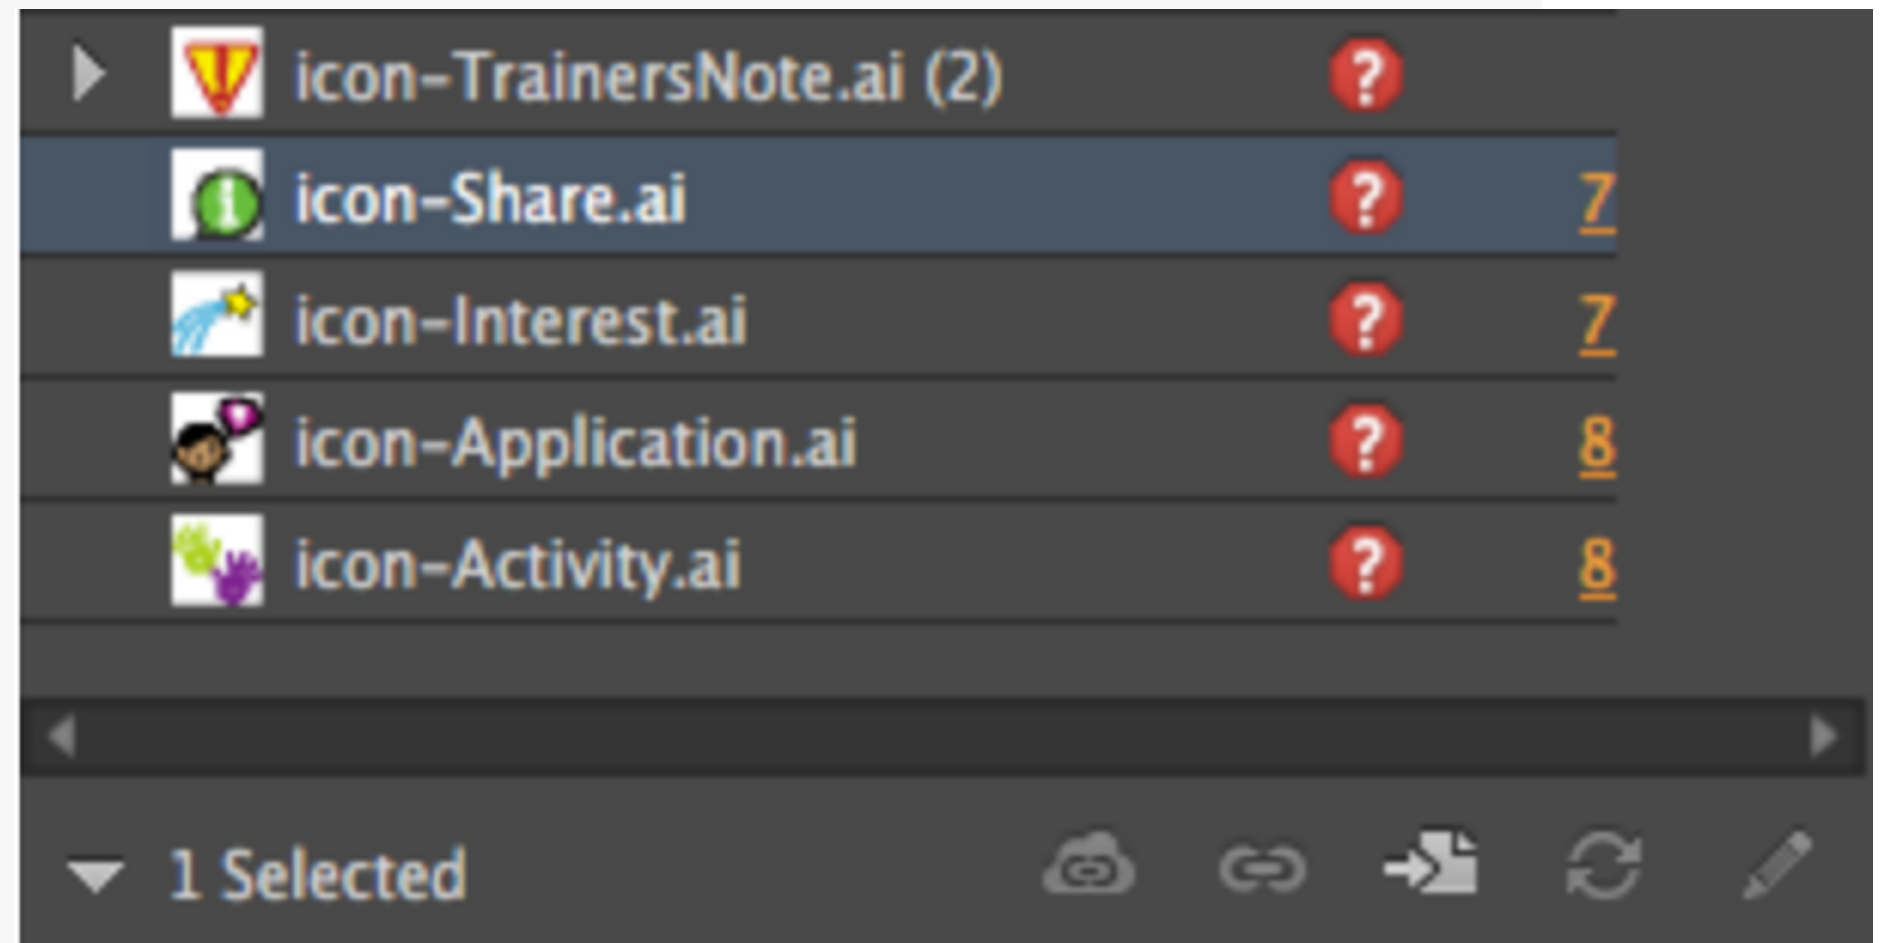 icon-TrainersNote.ai (2) ?
icon-Share.ai ? 7
icon-Interest.ai ? 7
icon-Application.ai ? 8
icon-Activity.ai ? 8
1 Selected